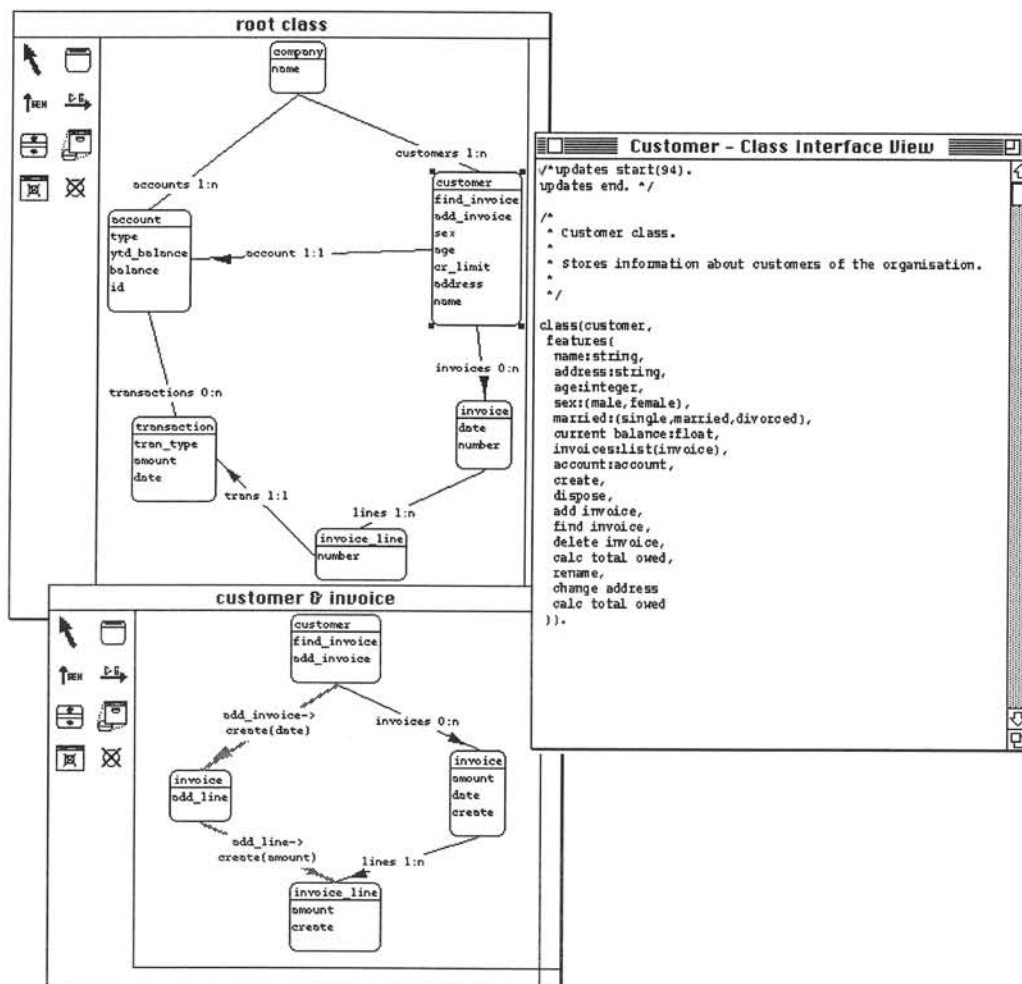 root class
GEN
company
name
customers 1:n
accounts 1:n
customer
find_invoice
add_invoice
sex
age
cr_limit
address
name
account
type
ytd_balance
balance
id
account 1:1
invoices 0:n
transactions 0:n
invoice
date
number
transaction
tran_type
amount
date
trans 1:1
lines 1:n
invoice_line
number
Customer - Class Interface View
√*updates start(94).
updates end. */
/*
* Customer class.
*
* Stores information about customers of the organisation.
*
*/
class(customer,
features(
name:string,
address:string,
age:integer,
sex:(male,female),
married:(single,married,divorced),
current balance:float,
invoices:list(invoice),
account:account,
create,
dispose,
add invoice,
find invoice,
delete invoice,
calc total owed,
rename,
change address
calc total owed
)).
customer & invoice
GEN
customer
find_invoice
add_invoice
add_invoice->
create(date)
invoices 0:n
invoice
add_line
invoice
amount
date
create
add_line->
create(amount)
lines 1:n
invoice_line
amount
create